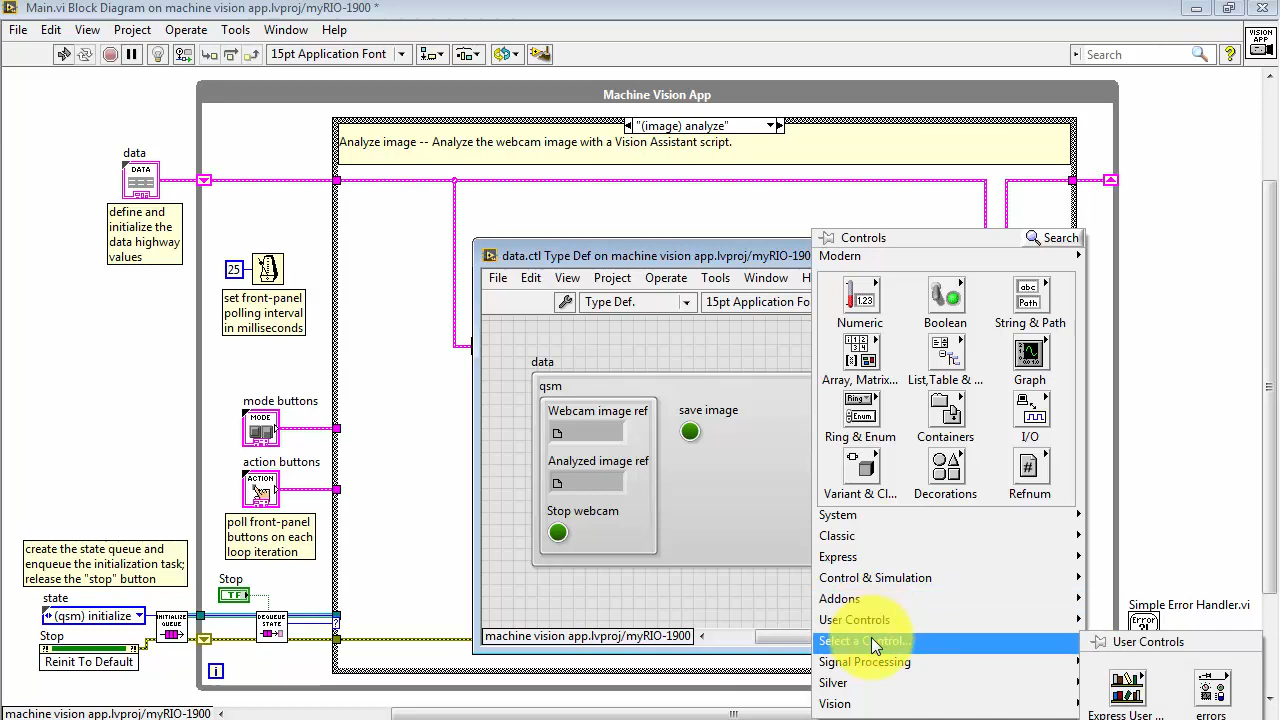 Main.vi Block Diagram on machine vision app.lvproj/myRIO-1900 *
File Edit View Project Operate Tools Window Help
15pt Application Font
Search
?
VISION
APP
Machine Vision App
"(image) analyze"
Analyze image -- Analyze the webcam image with a Vision Assistant script.
data
DATA
define and
initialize the
data highway
values
25
set front-panel
polling interval
in milliseconds
mode buttons
MODE
action buttons
ACTION
poll front-panel
buttons on each
loop iteration
create the state queue and
enqueue the initialization task;
release the "stop" button
state
(qsm) initialize
Stop
Reinit To Default
INITIALIZE
QUEUE
Stop
TF
DEQUEUE
STATE
i
?
data.ctl Type Def on machine vision app.lvproj/myRIO-190
File Edit View Project Operate Tools Window
Type Def.
15pt Application Fo
data
qsm
Webcam image ref
Analyzed image ref
Stop webcam
save image
machine vision app.lvproj/myRIO-1900
Controls
Search
Modern
Numeric
Boolean
String & Path
Array, Matrix...
List,Table & ...
Graph
Ring & Enum
Containers
I/O
Variant & Cl...
Decorations
Refnum
System
Classic
Express
Control & Simulation
Addons
User Controls
Select a Control...
Signal Processing
Silver
Vision
Simple Error Handler.vi
User Controls
Express User ...
errors
machine vision app.lvproj/myRIO-1900